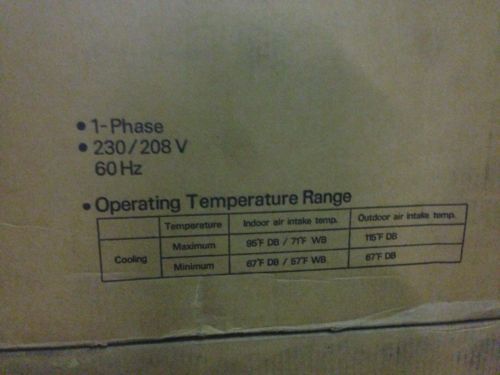 • 1-Phase
• 230/208 V
60 Hz
• Operating Temperature Range
Temperature Indoor air intake temp. Outdoor air intake temp.
Cooling Maximum 95°F DB / 71°F WB 115°F DB
Minimum 67°F DB / 57°F WB 67°F DB